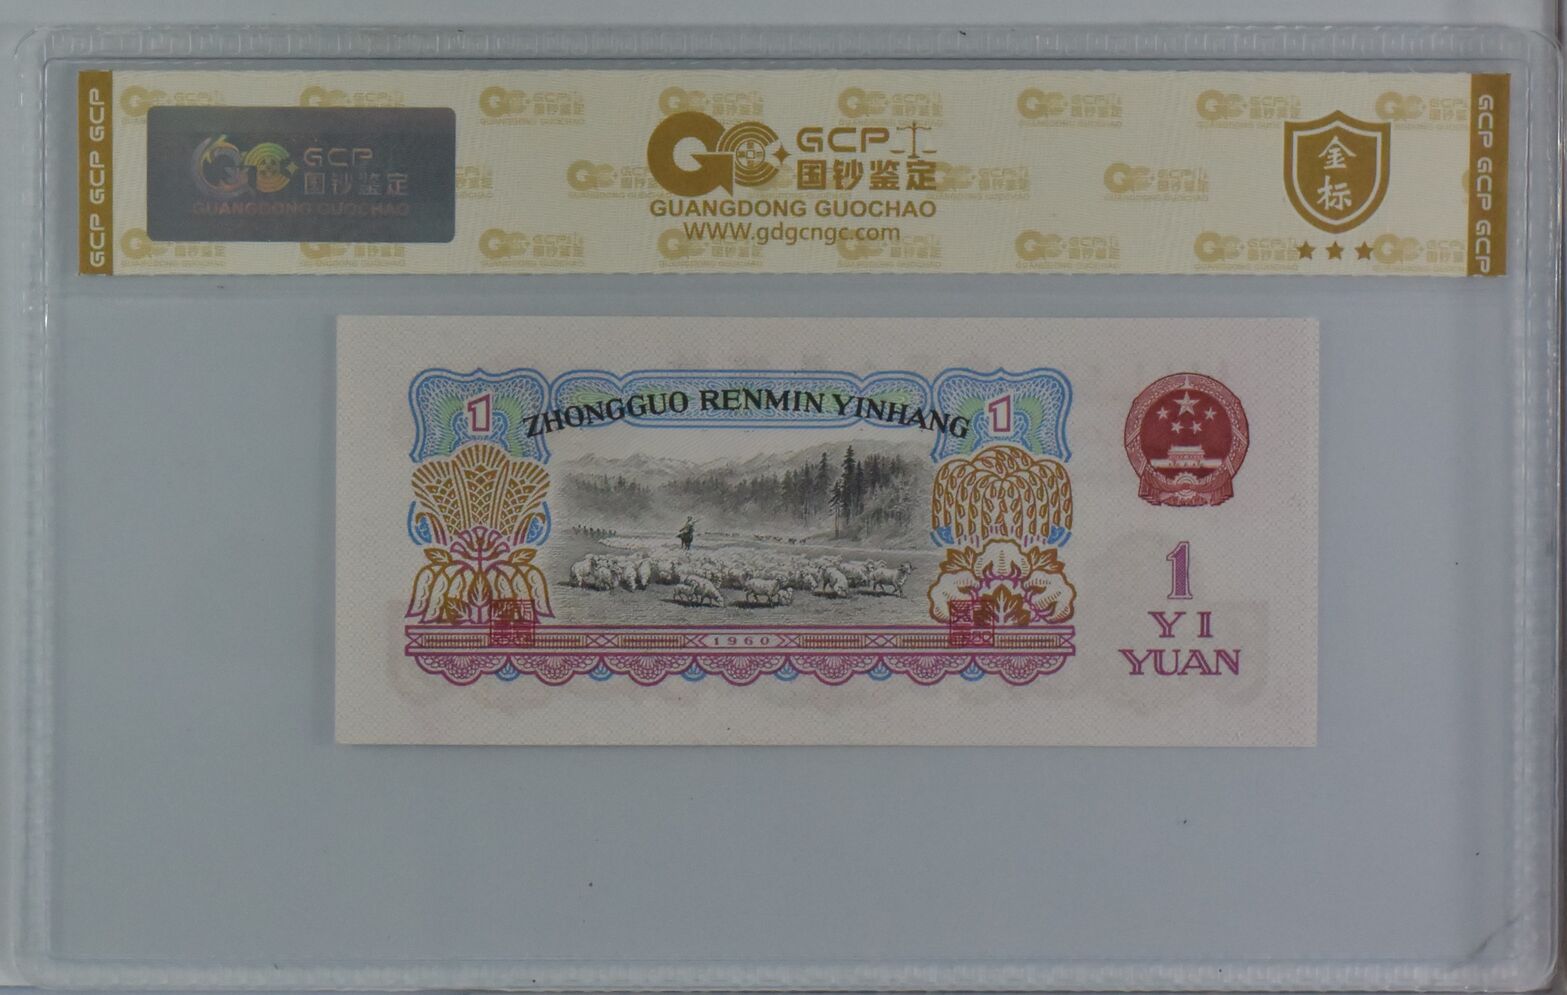 GCP GCP GCP
GCP
国钞鉴定
GUANGDONG GUOCHAO
GCP
国钞鉴定
GUANGDONG GUOCHAO
WWW.gdgcngc.com
金标
GCP GCP GCP
1
ZHONGGUO RENMIN YINHANG
1
1960
1
YI
YUAN